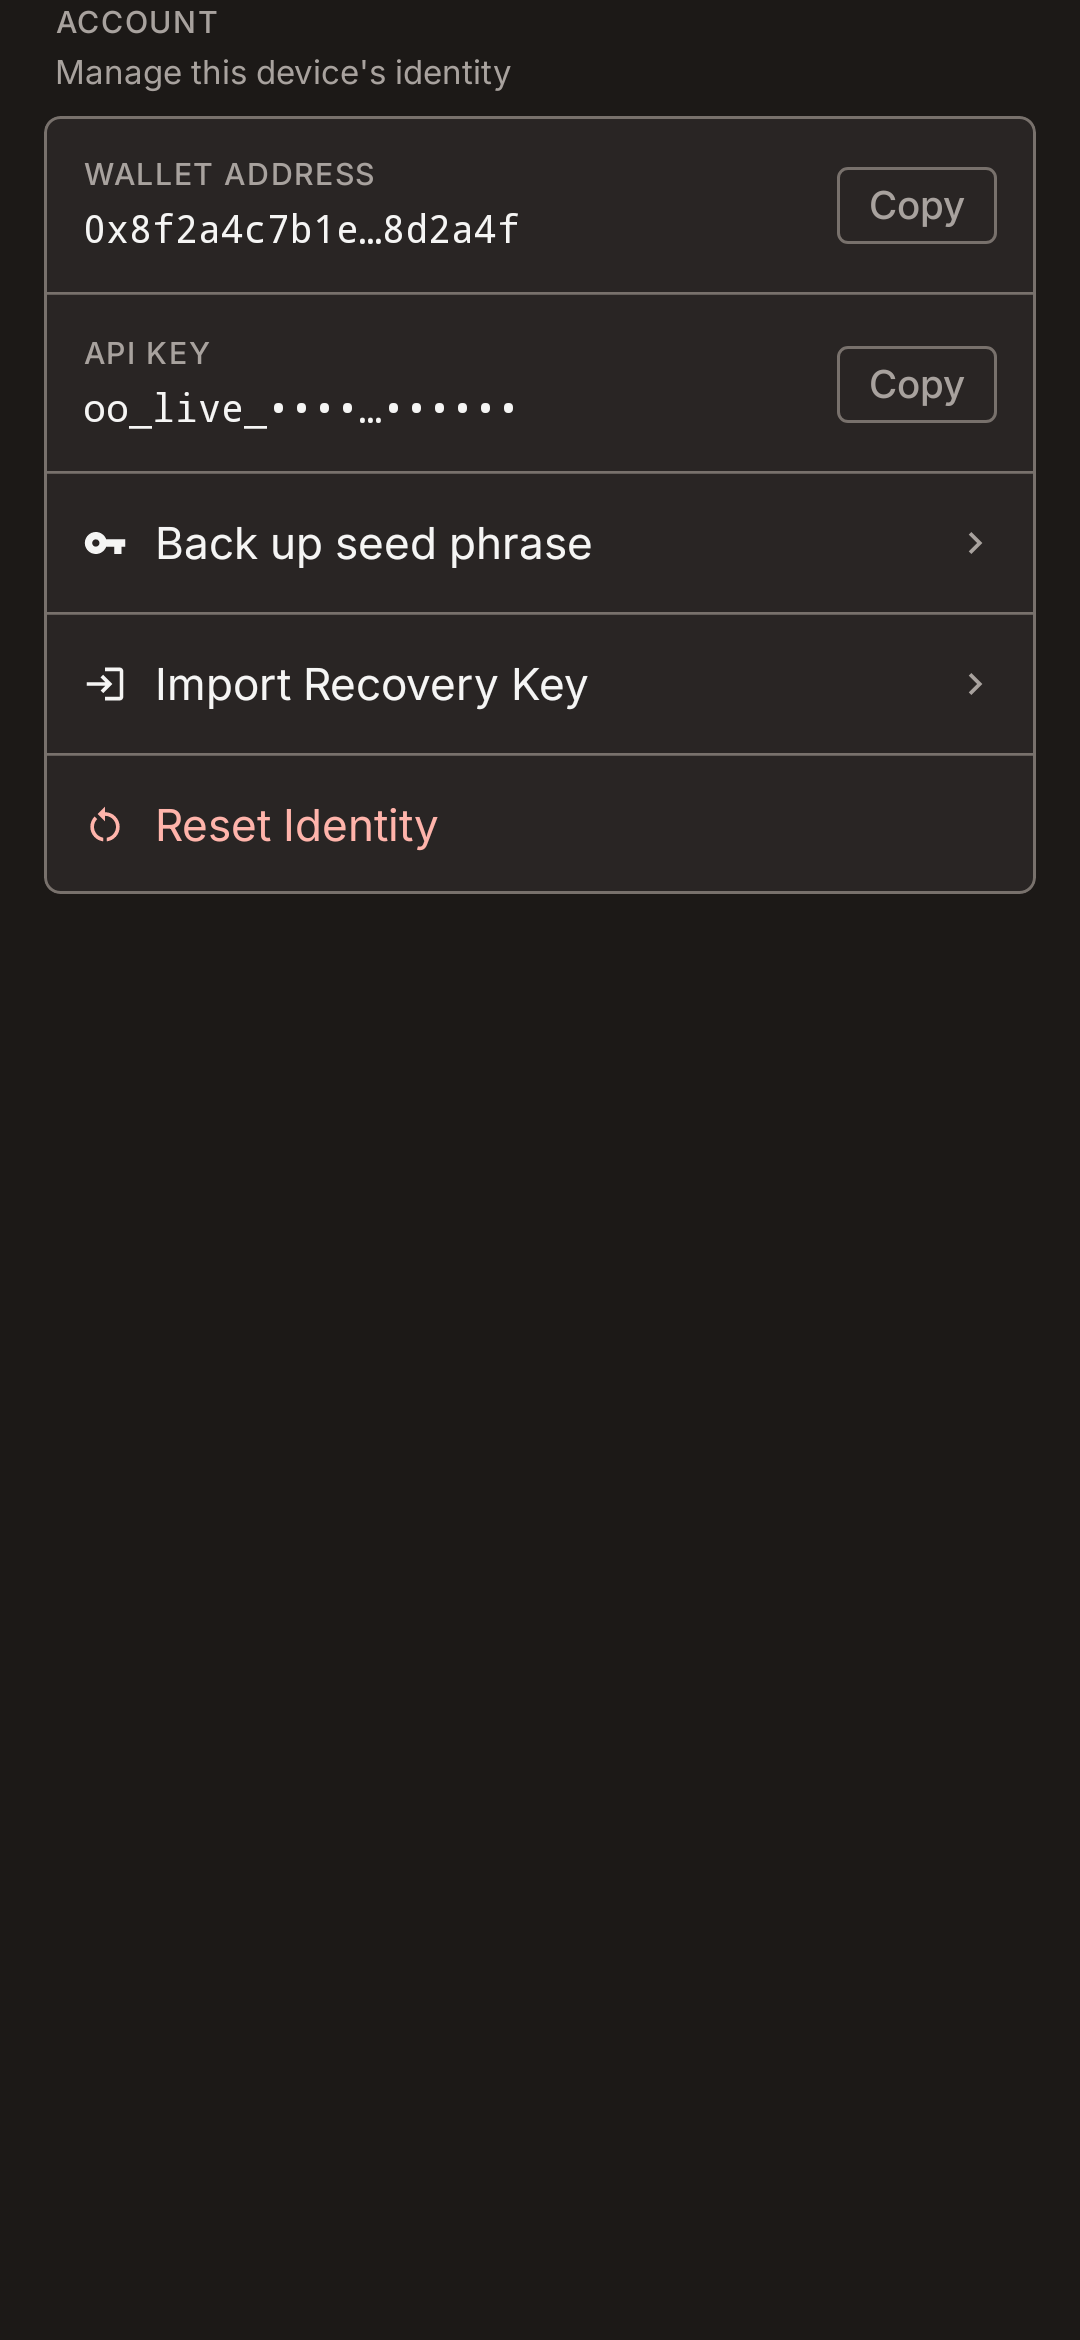 ACCOUNT
Manage this device's identity
WALLET ADDRESS
0x8f2a4c7b1e…8d2a4f
Copy
API KEY
oo_live_••••…••••••
Copy
Back up seed phrase
Import Recovery Key
Reset Identity